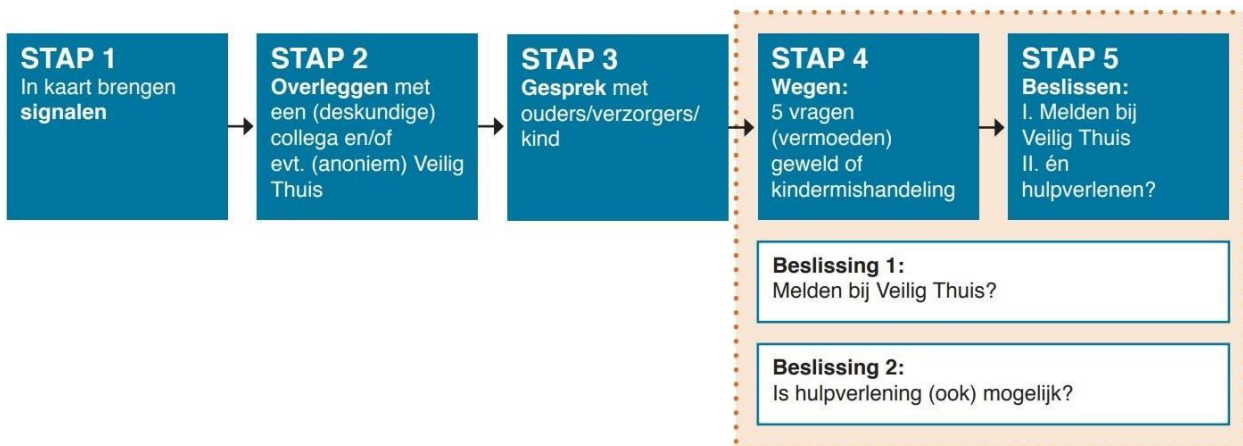 STAP 1
In kaart brengen
signalen
STAP 2
Overleggen met
een (deskundige)
collega en/of
evt. (anoniem) Veilig
Thuis
STAP 3
Gesprek met
ouders/verzorgers/
kind
STAP 4
Wegen:
5 vragen
(vermoeden)
geweld of
kindermishandeling
STAP 5
Beslissen:
I. Melden bij
Veilig Thuis
II. én
hulpverlenen?
Beslissing 1:
Melden bij Veilig Thuis?
Beslissing 2:
Is hulpverlening (ook) mogelijk?